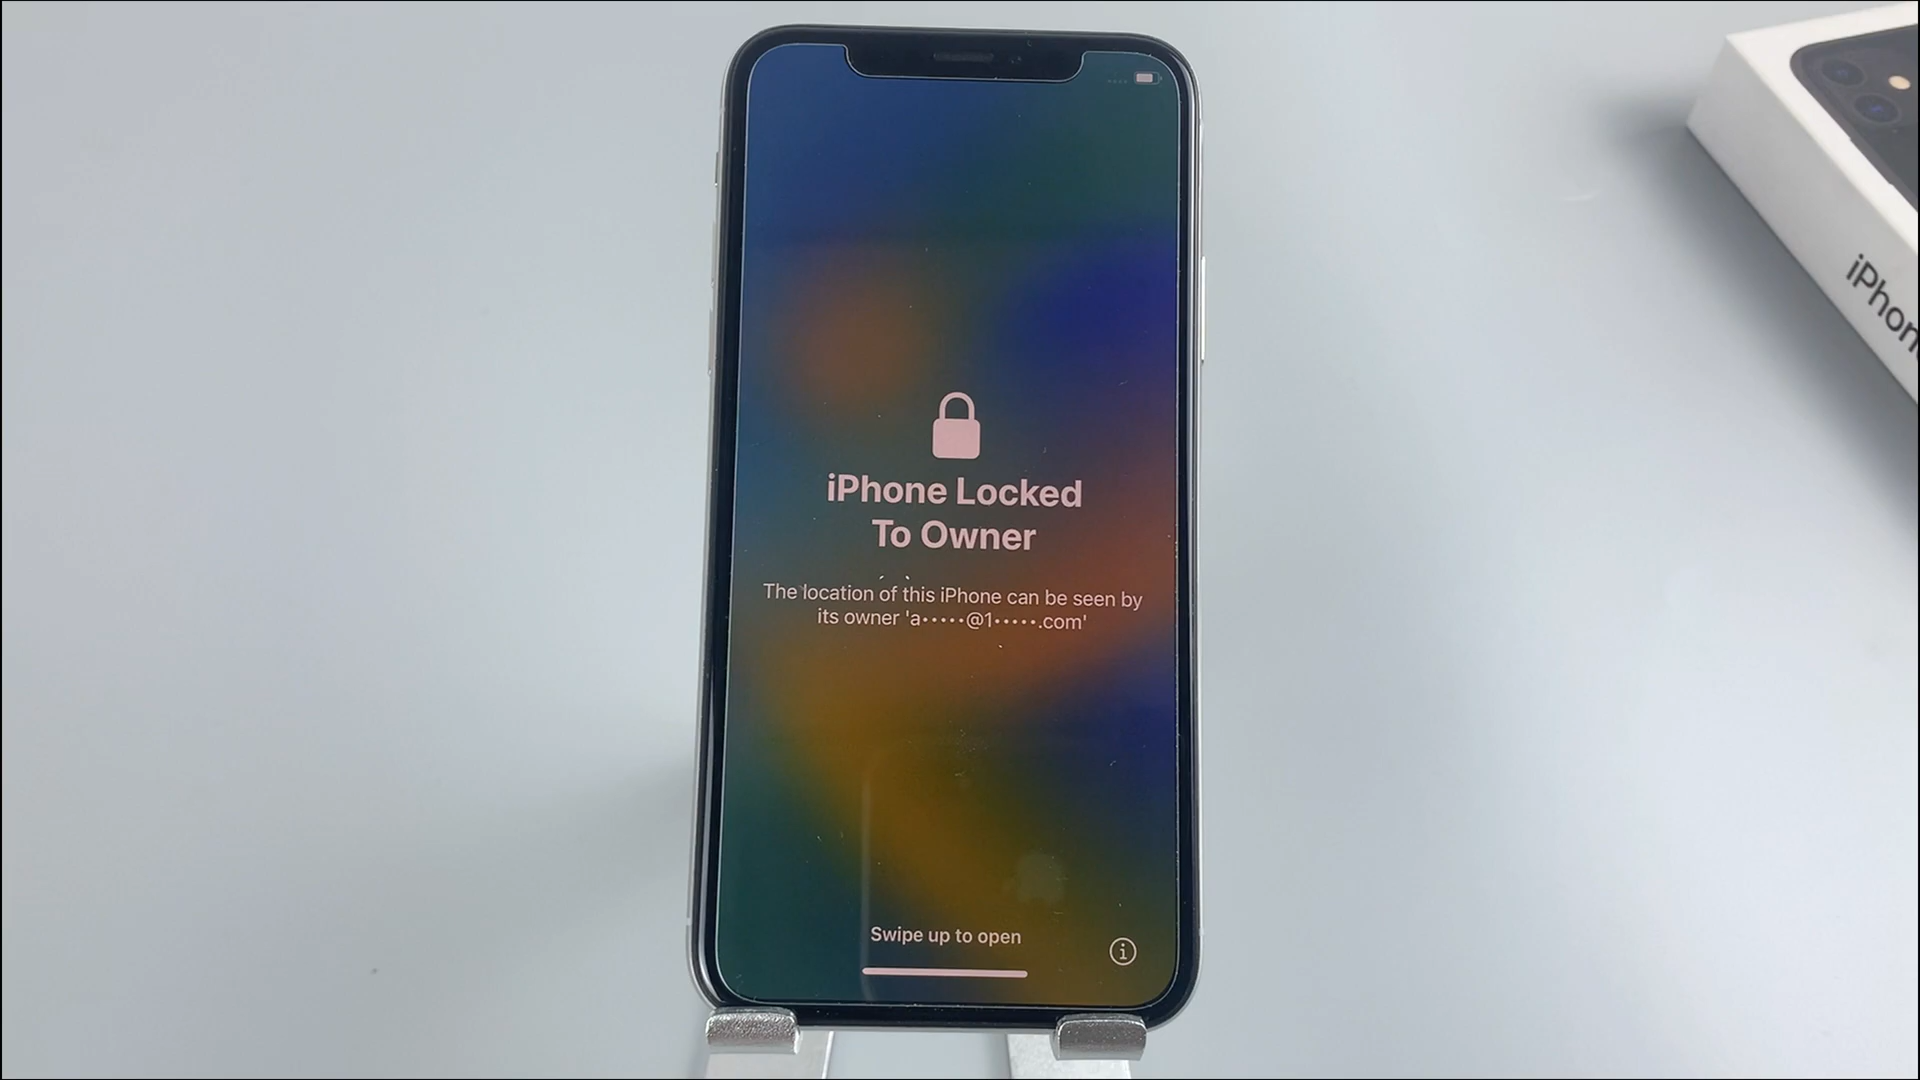 iPhone Locked
To Owner
The location of this iPhone can be seen by
its owner 'a•••••@1•••••.com'
Swipe up to open